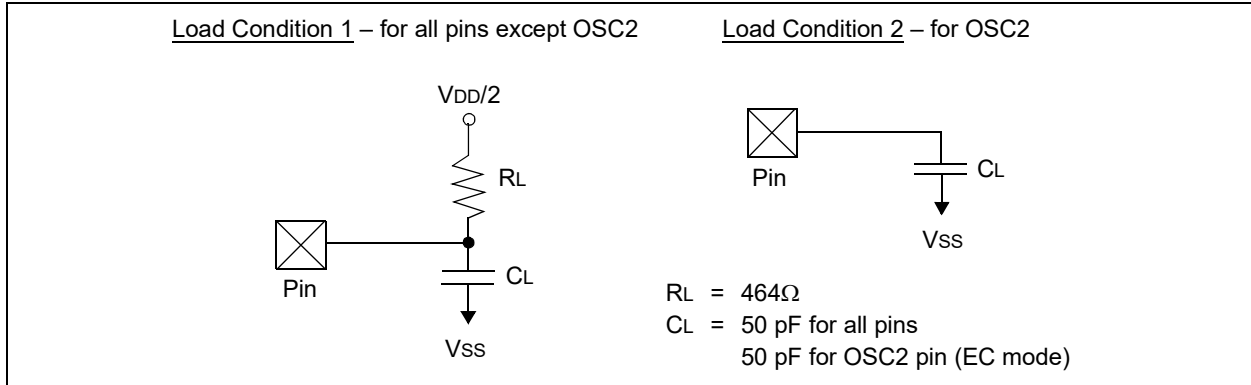 Load Condition 1 – for all pins except OSC2
VDD/2
RL
Pin
CL
VSS
Load Condition 2 – for OSC2
Pin
CL
VSS
RL = 464Ω
CL = 50 pF for all pins
50 pF for OSC2 pin (EC mode)